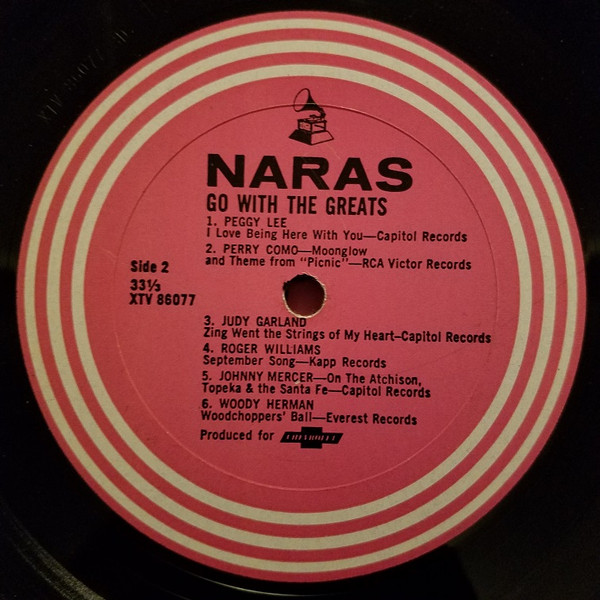 NARAS
GO WITH THE GREATS
1. PEGGY LEE
I Love Being Here With You—Capitol Records
2. PERRY COMO—Moonglow
and Theme from "Picnic"—RCA Victor Records
Side 2
33⅓
XTV 86077
3. JUDY GARLAND
Zing Went the Strings of My Heart—Capitol Records
4. ROGER WILLIAMS
September Song—Kapp Records
5. JOHNNY MERCER—On The Atchison,
Topeka & the Santa Fe—Capitol Records
6. WOODY HERMAN
Woodchoppers' Ball—Everest Records
Produced for CHEVROLET